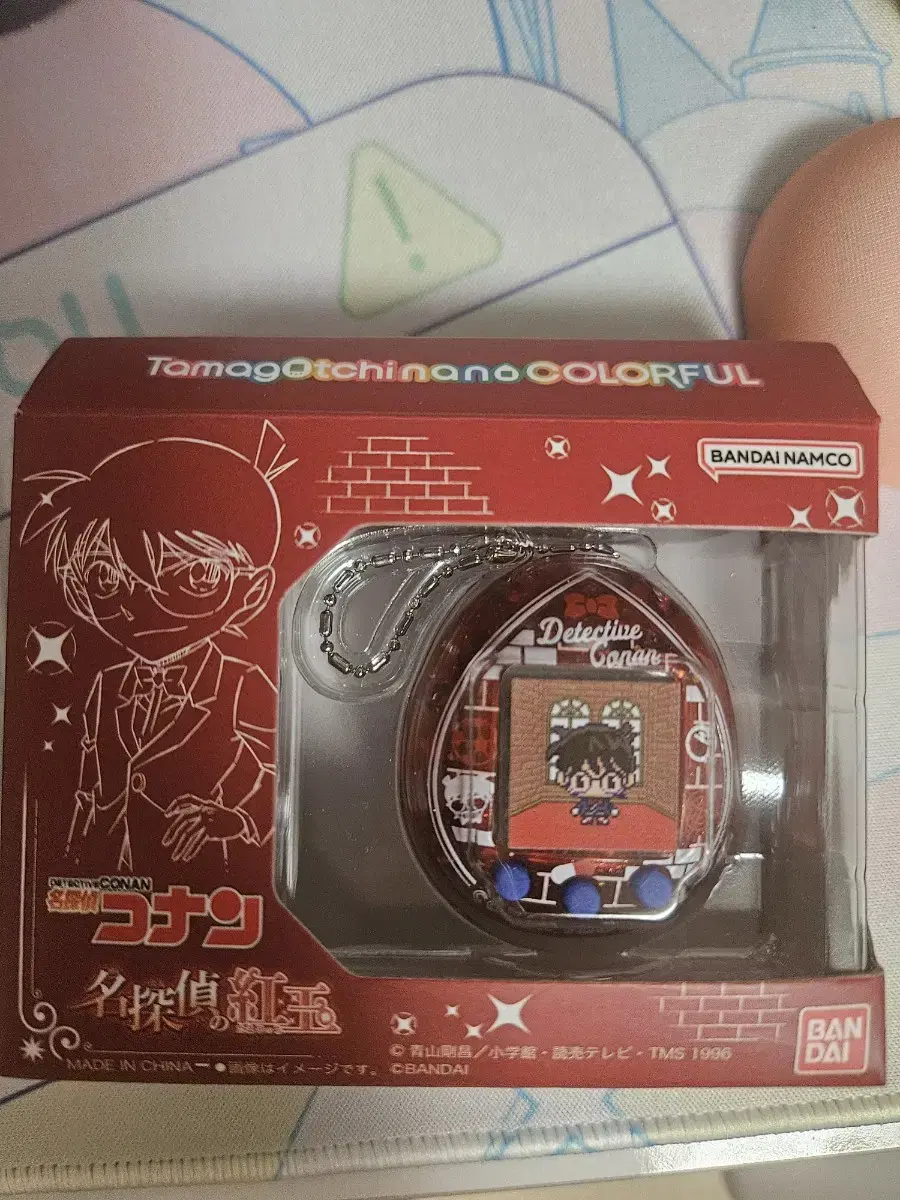 ou
Tamagotchi nano COLORFUL
BANDAI NAMCO
Detective
Conan
DETECTIVE CONAN
名探偵
コナン
名探偵の紅玉
© 青山剛昌／小学館・読売テレビ・TMS 1996
MADE IN CHINA ●画像はイメージです。 ©BANDAI
BAN
DAI